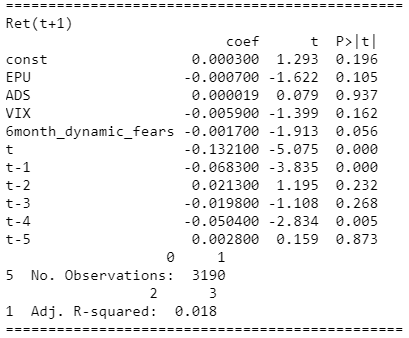 ==================================================
Ret(t+1)
coef t P>|t|
const 0.000300 1.293 0.196
EPU -0.000700 -1.622 0.105
ADS 0.000019 0.079 0.937
VIX -0.005900 -1.399 0.162
6month_dynamic_fears -0.001700 -1.913 0.056
t -0.132100 -5.075 0.000
t-1 -0.068300 -3.835 0.000
t-2 0.021300 1.195 0.232
t-3 -0.019800 -1.108 0.268
t-4 -0.050400 -2.834 0.005
t-5 0.002800 0.159 0.873
0 1
5 No. Observations: 3190
2 3
1 Adj. R-squared: 0.018
==================================================